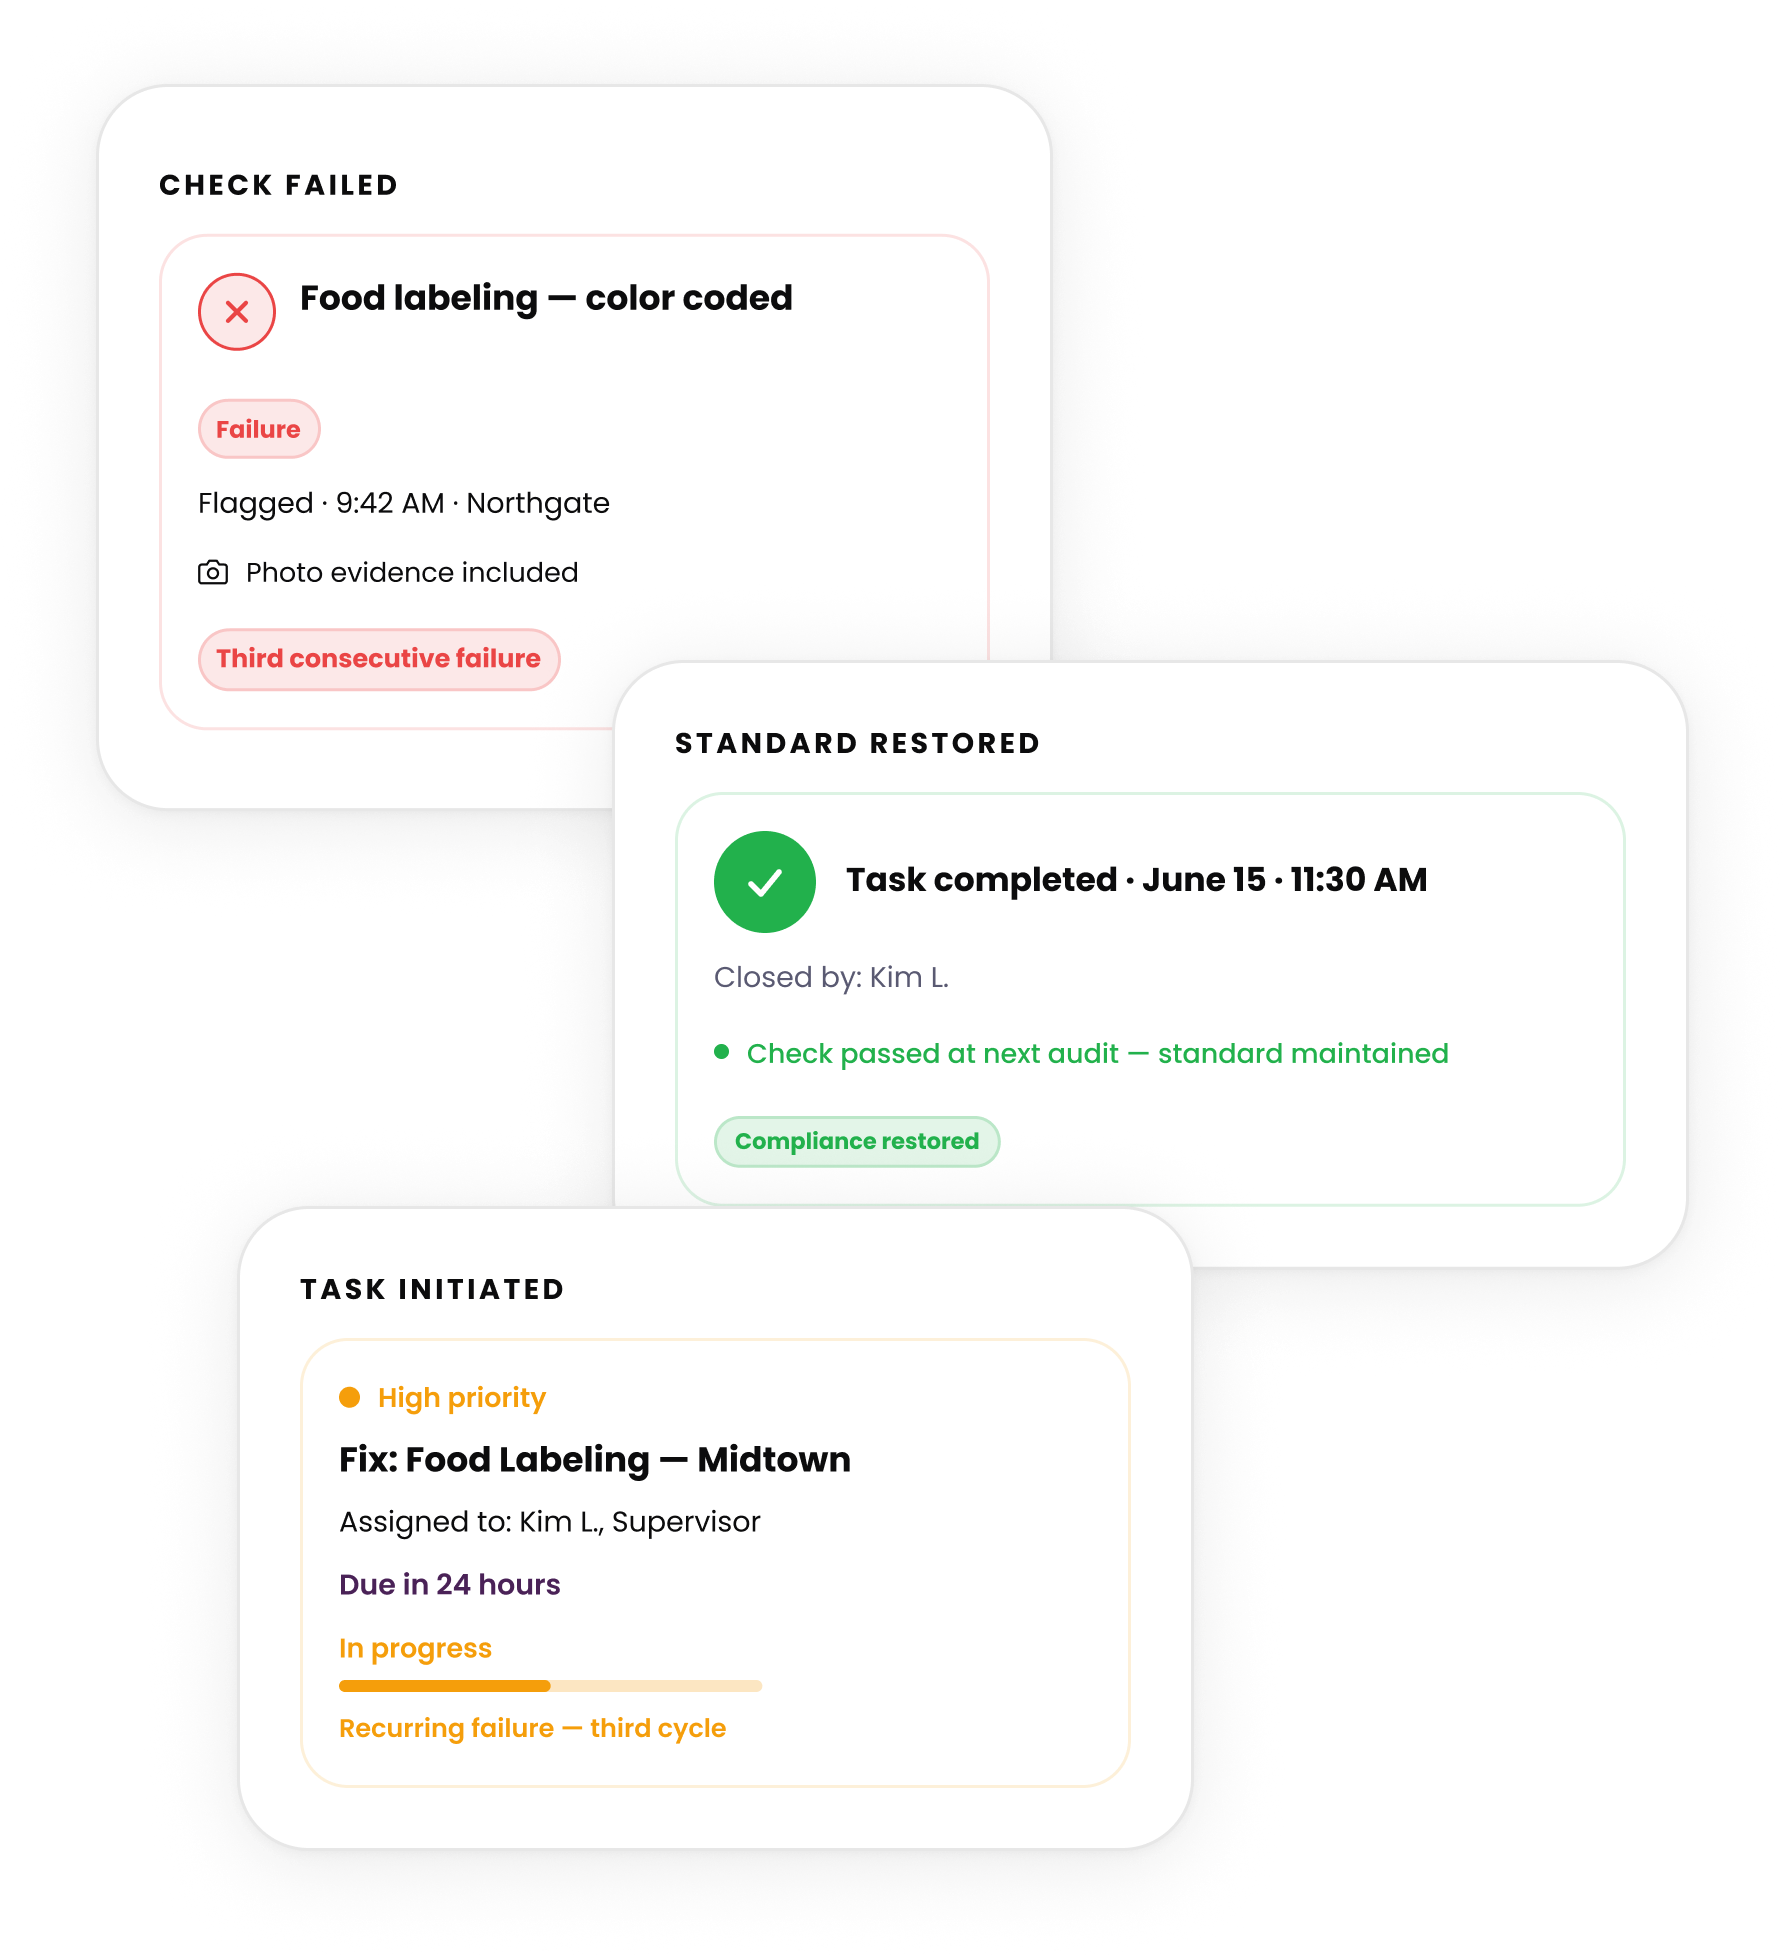 CHECK FAILED
Food labeling — color coded
Failure
Flagged · 9:42 AM · Northgate
Photo evidence included
Third consecutive failure
STANDARD RESTORED
Task completed · June 15 · 11:30 AM
Closed by: Kim L.
Check passed at next audit — standard maintained
Compliance restored
TASK INITIATED
High priority
Fix: Food Labeling — Midtown
Assigned to: Kim L., Supervisor
Due in 24 hours
In progress
Recurring failure — third cycle